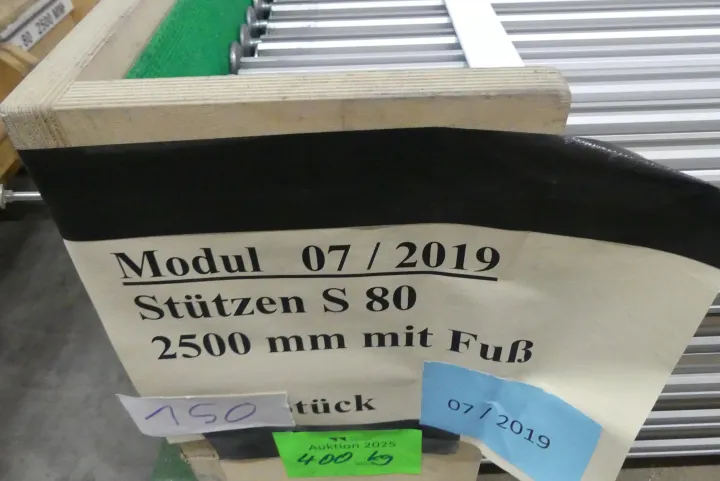 80 2500 MM
Modul 07 / 2019
Stützen S 80
2500 mm mit Fuß
150 tück
07 / 2019
Auktion 2025
400 kg